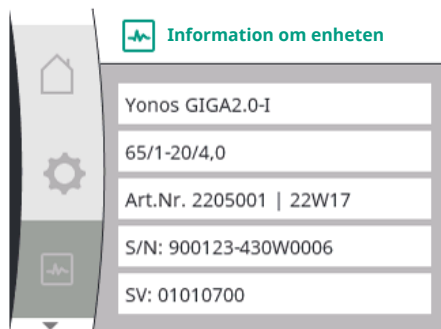 Information om enheten
Yonos GIGA2.0-I
65/1-20/4,0
Art.Nr. 2205001 | 22W17
S/N: 900123-430W0006
SV: 01010700